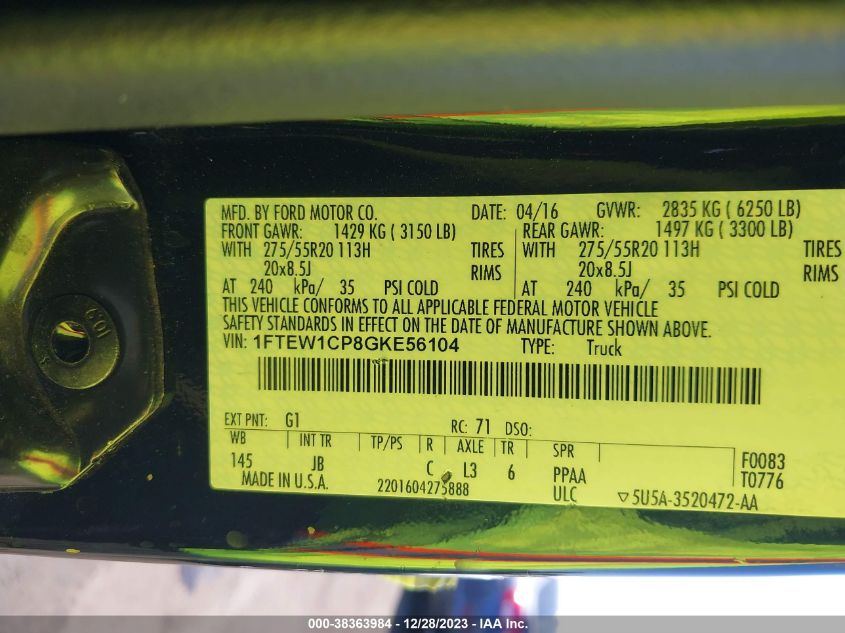 MFD. BY FORD MOTOR CO. DATE: 04/16 GVWR: 2835 KG ( 6250 LB)
FRONT GAWR: 1429 KG ( 3150 LB) REAR GAWR: 1497 KG ( 3300 LB)
WITH 275/55R20 113H TIRES WITH 275/55R20 113H TIRES
20x8.5J RIMS 20x8.5J RIMS
AT 240 kPa/ 35 PSI COLD AT 240 kPa/ 35 PSI COLD
THIS VEHICLE CONFORMS TO ALL APPLICABLE FEDERAL MOTOR VEHICLE
SAFETY STANDARDS IN EFFECT ON THE DATE OF MANUFACTURE SHOWN ABOVE.
VIN: 1FTEW1CP8GKE56104 TYPE: Truck
EXT PNT: G1 RC: 71 DSO:
WB INT TR TP/PS R AXLE TR SPR
145 JB C L3 6 PPAA F0083
MADE IN U.S.A. 2201604275888 ULC T0776
▽5U5A-3520472-AA
10.9
000-38363984 - 12/28/2023 - IAA Inc.